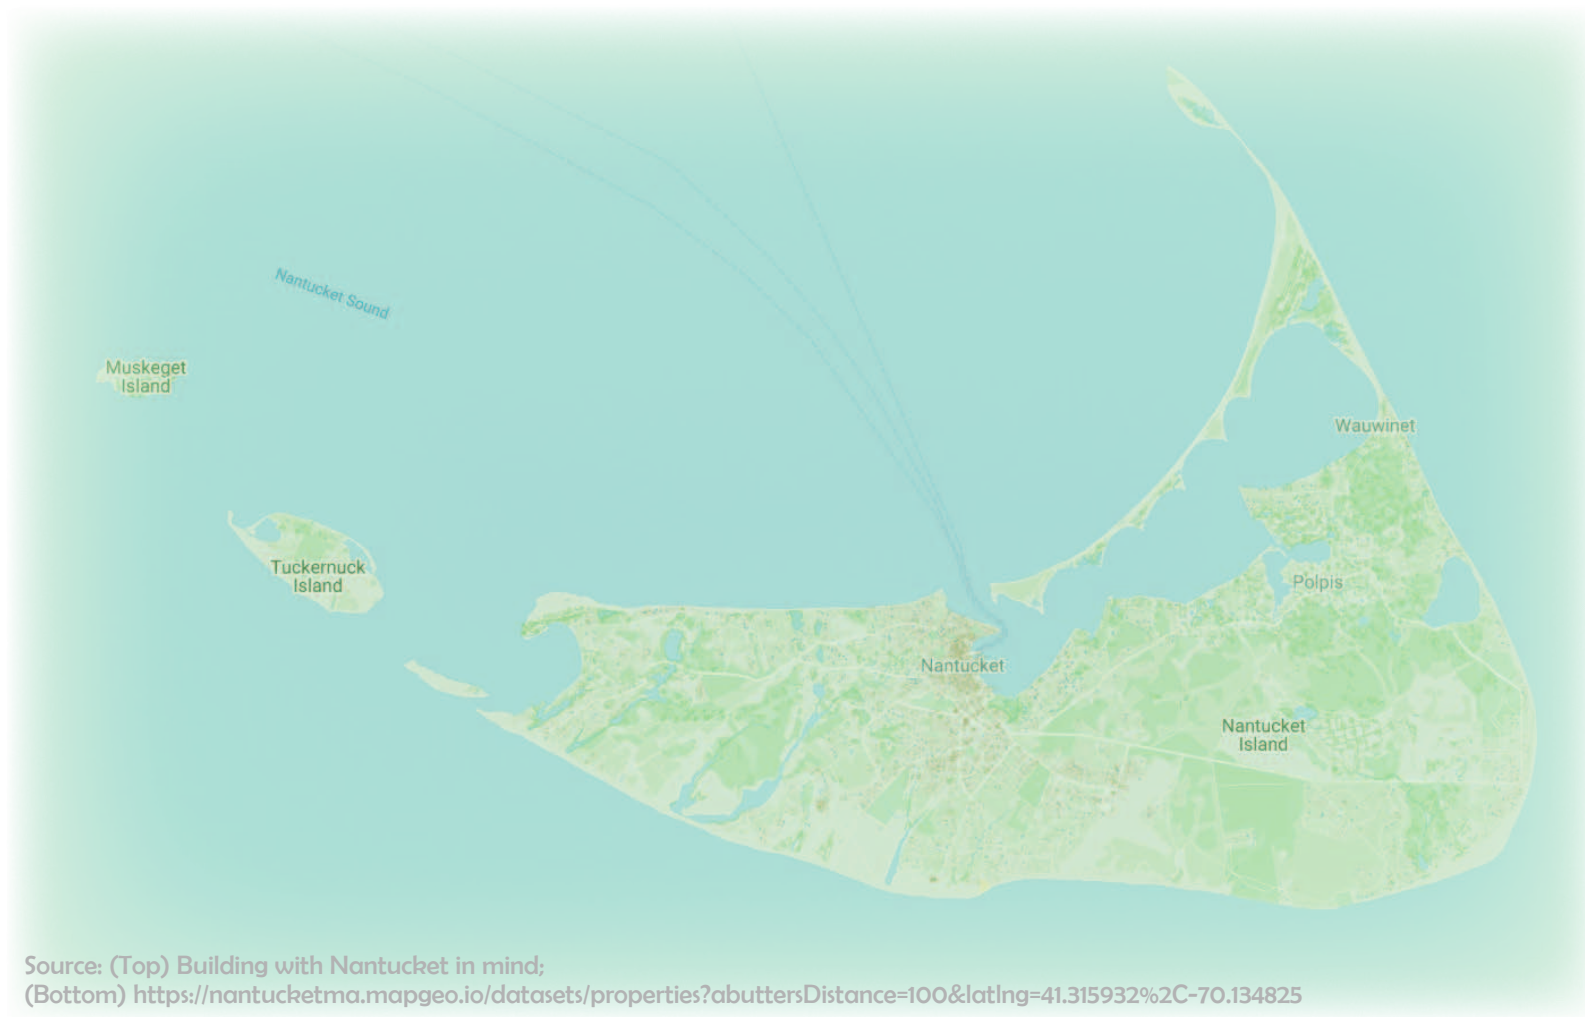 Nantucket Sound
Muskeget
Island
Wauwinet
Tuckernuck
Island
Polpis
Nantucket
Nantucket
Island
Source: (Top) Building with Nantucket in mind;
(Bottom) https://nantucketma.mapgeo.io/datasets/properties?abuttersDistance=100&latlng=41.315932%2C-70.134825